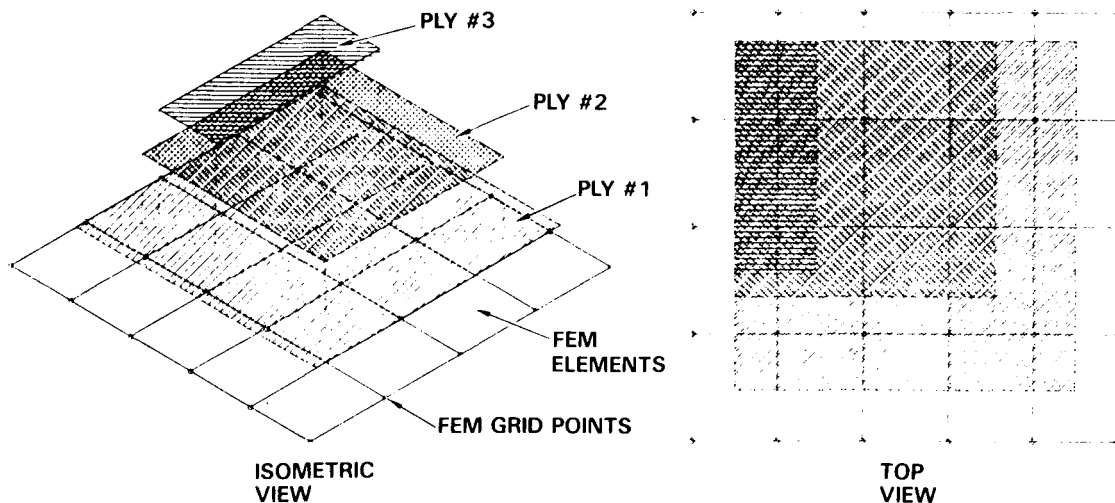 PLY #3
PLY #2
PLY #1
FEM
ELEMENTS
FEM GRID POINTS
ISOMETRIC
VIEW
TOP
VIEW